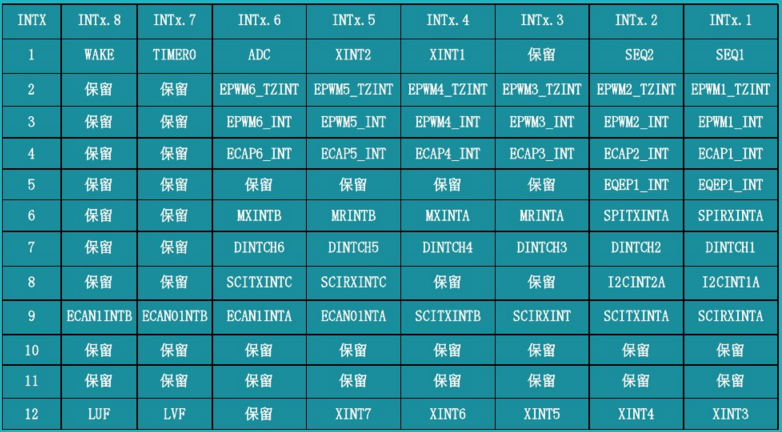 INTX INTx.8 INTx.7 INTx.6 INTx.5 INTx.4 INTx.3 INTx.2 INTx.1
1 WAKE TIMER0 ADC XINT2 XINT1 保留 SEQ2 SEQ1
2 保留 保留 EPWM6_TZINT EPWM5_TZINT EPWM4_TZINT EPWM3_TZINT EPWM2_TZINT EPWM1_TZINT
3 保留 保留 EPWM6_INT EPWM5_INT EPWM4_INT EPWM3_INT EPWM2_INT EPWM1_INT
4 保留 保留 ECAP6_INT ECAP5_INT ECAP4_INT ECAP3_INT ECAP2_INT ECAP1_INT
5 保留 保留 保留 保留 保留 保留 EQEP1_INT EQEP1_INT
6 保留 保留 MXINTB MRINTB MXINTA MRINTA SPITXINTA SPIRXINTA
7 保留 保留 DINTCH6 DINTCH5 DINTCH4 DINTCH3 DINTCH2 DINTCH1
8 保留 保留 SCITXINTC SCIRXINTC 保留 保留 I2CINT2A I2CINT1A
9 ECAN1INTB ECAN01NTB ECAN1INTA ECAN01NTA SCITXINTB SCIRXINT SCITXINTA SCIRXINTA
10 保留 保留 保留 保留 保留 保留 保留 保留
11 保留 保留 保留 保留 保留 保留 保留 保留
12 LUF LVF 保留 XINT7 XINT6 XINT5 XINT4 XINT3